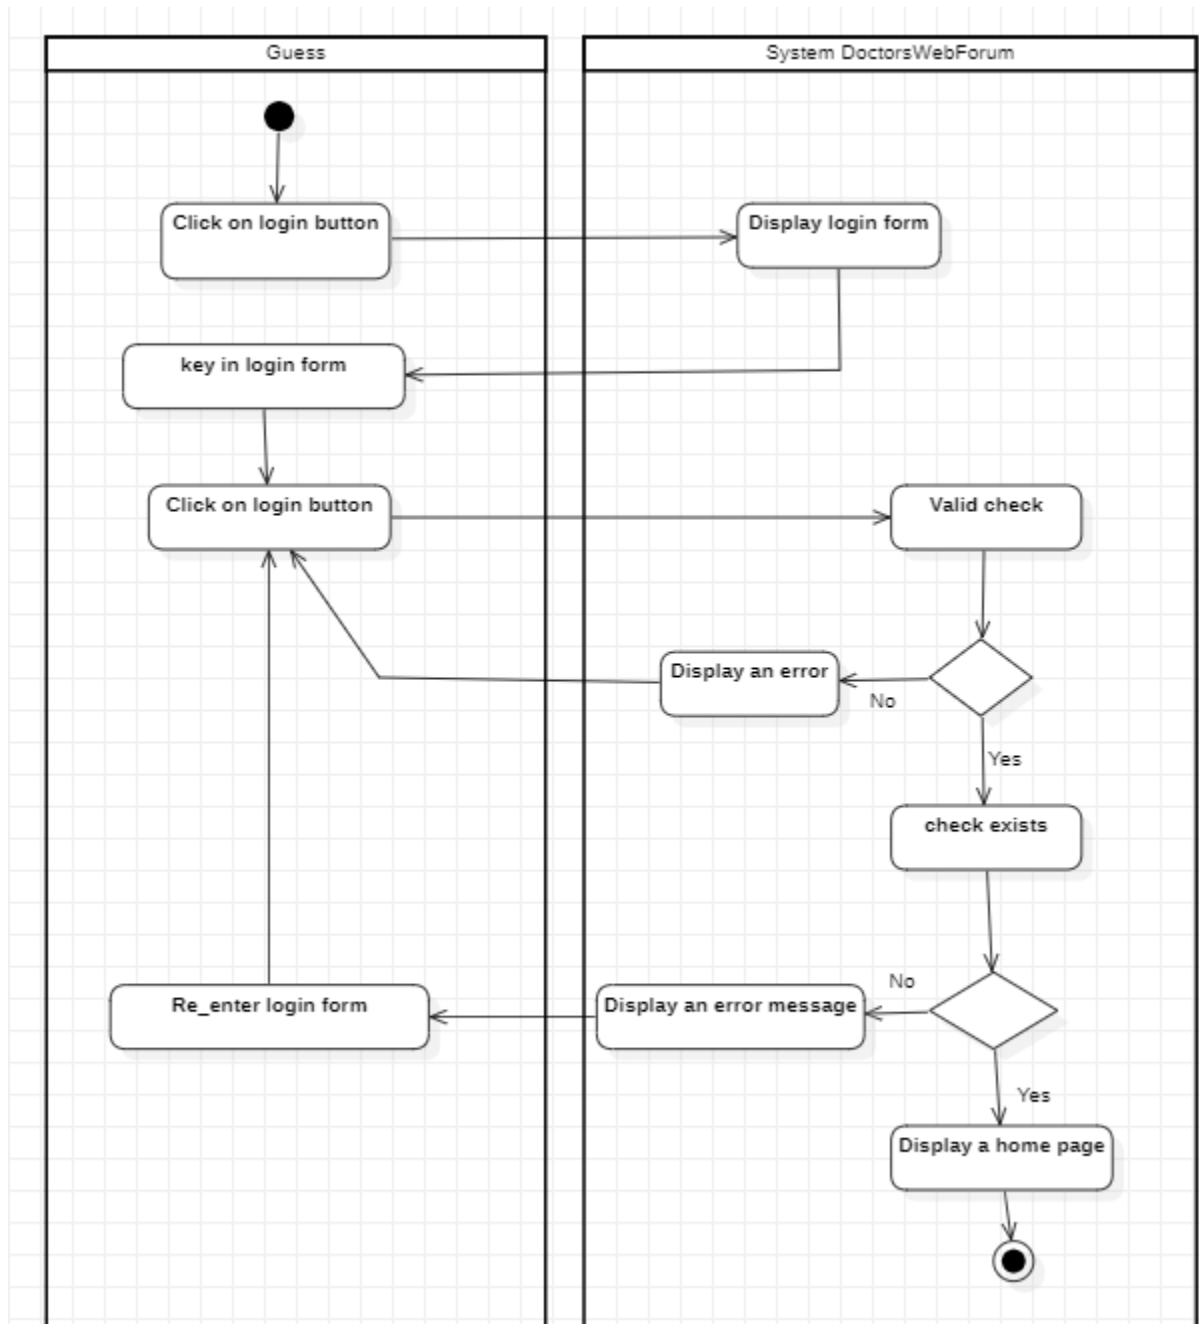 Guess
System DoctorsWebForum
Click on login button
Display login form
key in login form
Click on login button
Valid check
Display an error
No
Yes
check exists
No
Re_enter login form
Display an error message
Yes
Display a home page